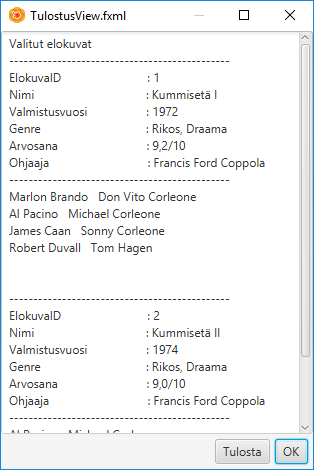 TulostusView.fxml
Valitut elokuvat
--------------------------------------------
ElokuvaID : 1
Nimi : Kummisetä I
Valmistusvuosi : 1972
Genre : Rikos, Draama
Arvosana : 9,2/10
Ohjaaja : Francis Ford Coppola
--------------------------------------------
Marlon Brando Don Vito Corleone
Al Pacino Michael Corleone
James Caan Sonny Corleone
Robert Duvall Tom Hagen
--------------------------------------------
ElokuvaID : 2
Nimi : Kummisetä II
Valmistusvuosi : 1974
Genre : Rikos, Draama
Arvosana : 9,0/10
Ohjaaja : Francis Ford Coppola
--------------------------------------------
Tulosta OK